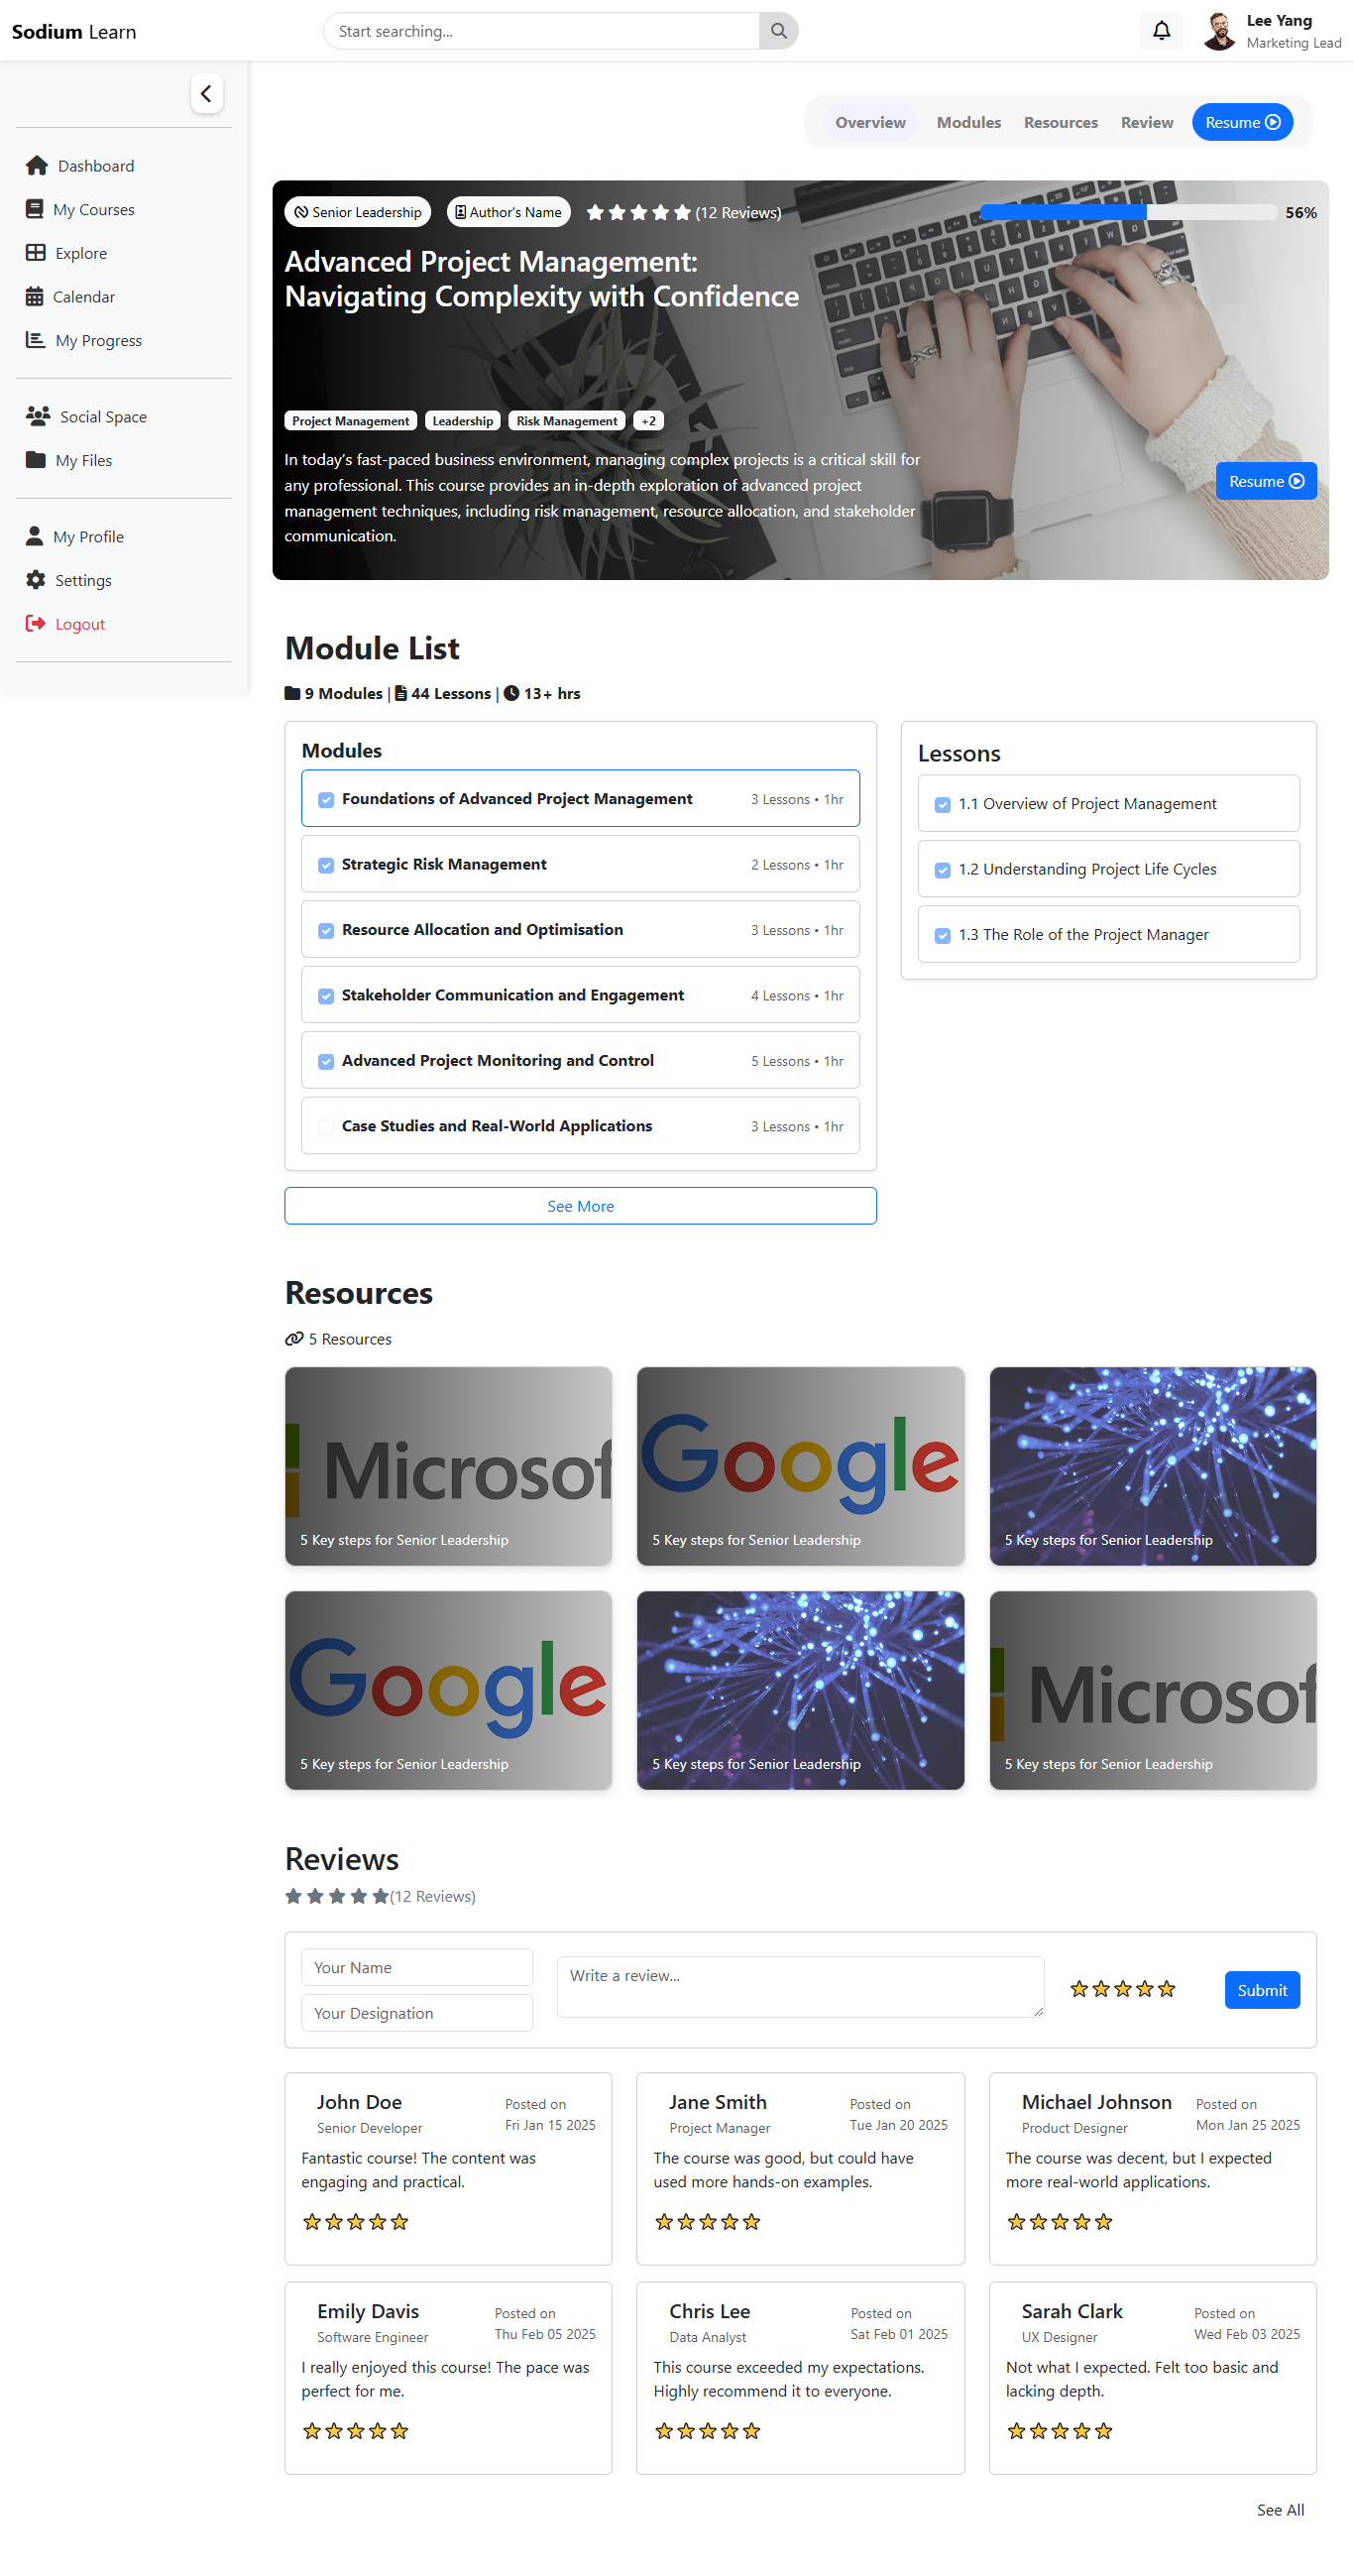 Sodium Learn
Start searching...
Lee Yang
Marketing Lead
Overview
Modules
Resources
Review
Resume
Dashboard
My Courses
Explore
Calendar
My Progress
Social Space
My Files
My Profile
Settings
Logout
Senior Leadership
Author's Name
(12 Reviews)
56%
Advanced Project Management:
Navigating Complexity with Confidence
Project Management
Leadership
Risk Management
+2
In today’s fast-paced business environment, managing complex projects is a critical skill for
any professional. This course provides an in-depth exploration of advanced project
management techniques, including risk management, resource allocation, and stakeholder
communication.
Resume
Module List
9 Modules | 44 Lessons | 13+ hrs
Modules
Foundations of Advanced Project Management 3 Lessons • 1hr
Strategic Risk Management 2 Lessons • 1hr
Resource Allocation and Optimisation 3 Lessons • 1hr
Stakeholder Communication and Engagement 4 Lessons • 1hr
Advanced Project Monitoring and Control 5 Lessons • 1hr
Case Studies and Real-World Applications 3 Lessons • 1hr
See More
Lessons
1.1 Overview of Project Management
1.2 Understanding Project Life Cycles
1.3 The Role of the Project Manager
Resources
5 Resources
Microsof
5 Key steps for Senior Leadership
Google
5 Key steps for Senior Leadership
5 Key steps for Senior Leadership
Google
5 Key steps for Senior Leadership
5 Key steps for Senior Leadership
Microsof
5 Key steps for Senior Leadership
Reviews
(12 Reviews)
Your Name
Your Designation
Write a review...
Submit
John Doe
Senior Developer
Posted on
Fri Jan 15 2025
Fantastic course! The content was
engaging and practical.
Jane Smith
Project Manager
Posted on
Tue Jan 20 2025
The course was good, but could have
used more hands-on examples.
Michael Johnson
Product Designer
Posted on
Mon Jan 25 2025
The course was decent, but I expected
more real-world applications.
Emily Davis
Software Engineer
Posted on
Thu Feb 05 2025
I really enjoyed this course! The pace was
perfect for me.
Chris Lee
Data Analyst
Posted on
Sat Feb 01 2025
This course exceeded my expectations.
Highly recommend it to everyone.
Sarah Clark
UX Designer
Posted on
Wed Feb 03 2025
Not what I expected. Felt too basic and
lacking depth.
See All